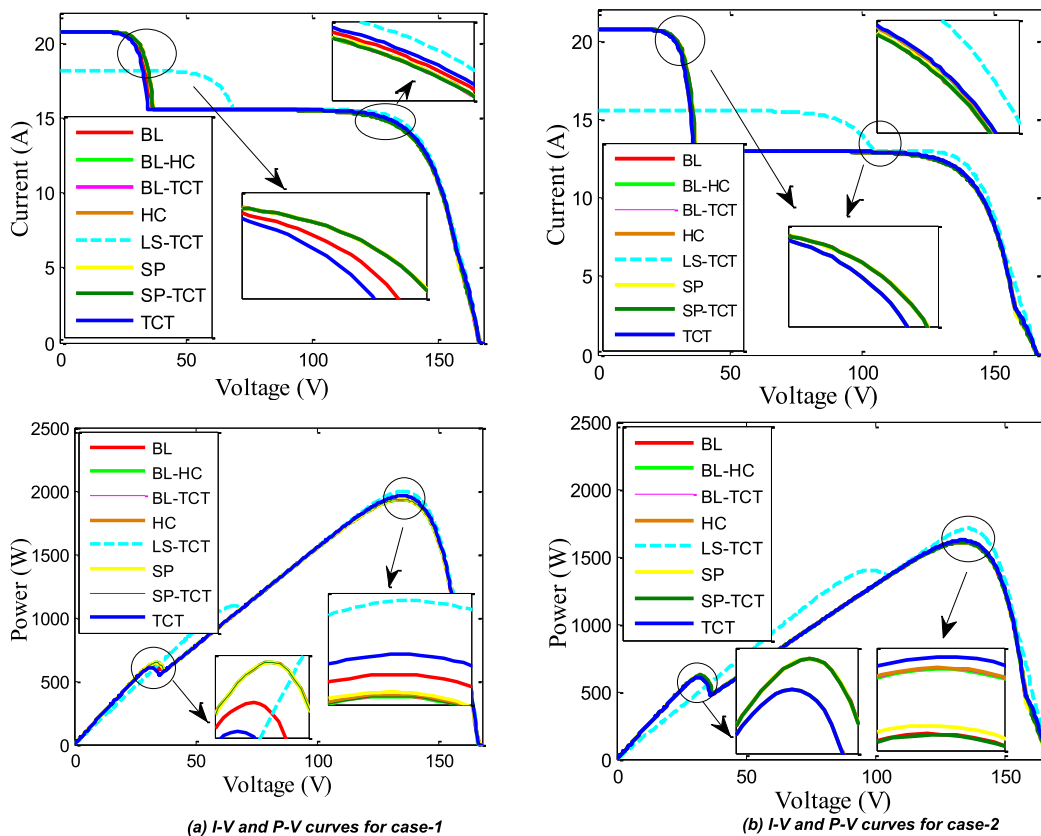 20
15
10
5
0
Current (A)
BL
BL-HC
BL-TCT
HC
LS-TCT
SP
SP-TCT
TCT
0
50
100
150
Voltage (V)
20
15
10
5
0
Current (A)
BL
BL-HC
BL-TCT
HC
LS-TCT
SP
SP-TCT
TCT
0
50
100
150
Voltage (V)
2500
2000
1500
1000
500
0
Power (W)
BL
BL-HC
BL-TCT
HC
LS-TCT
SP
SP-TCT
TCT
0
50
100
150
Voltage (V)
2500
2000
1500
1000
500
0
Power (W)
BL
BL-HC
BL-TCT
HC
LS-TCT
SP
SP-TCT
TCT
0
50
100
150
Voltage (V)
(a) I-V and P-V curves for case-1
(b) I-V and P-V curves for case-2